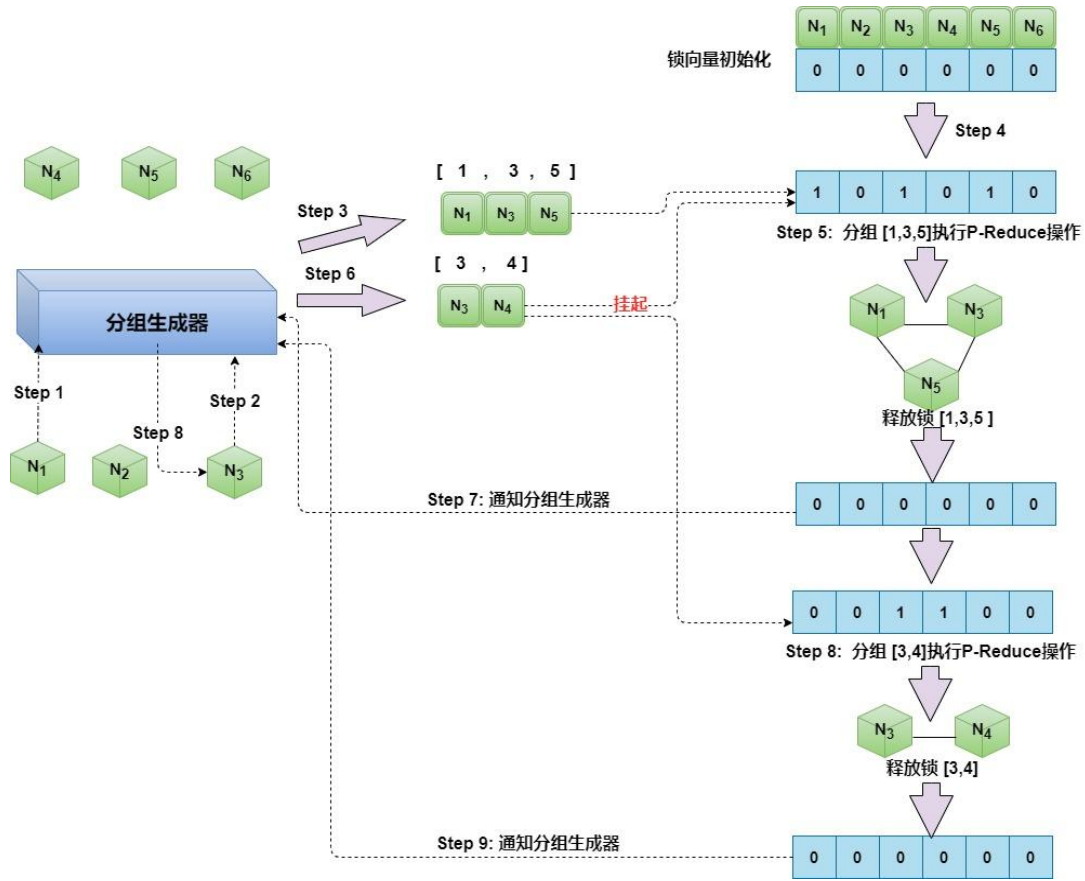 N1 N2 N3 N4 N5 N6
锁向量初始化
0 0 0 0 0 0
Step 4
N4 N5 N6
[ 1 , 3 , 5 ]
1 0 1 0 1 0
N1 N3 N5
Step 3
Step 5: 分组 [1,3,5]执行P-Reduce操作
[ 3 , 4 ]
Step 6
N3 N4
挂起
分组生成器
N1 N3
N5
Step 1
Step 2
Step 8
释放锁 [1,3,5 ]
N1 N2 N3
Step 7: 通知分组生成器
0 0 0 0 0 0
0 0 1 1 0 0
Step 8: 分组 [3,4]执行P-Reduce操作
N3 N4
释放锁 [3,4]
Step 9: 通知分组生成器
0 0 0 0 0 0